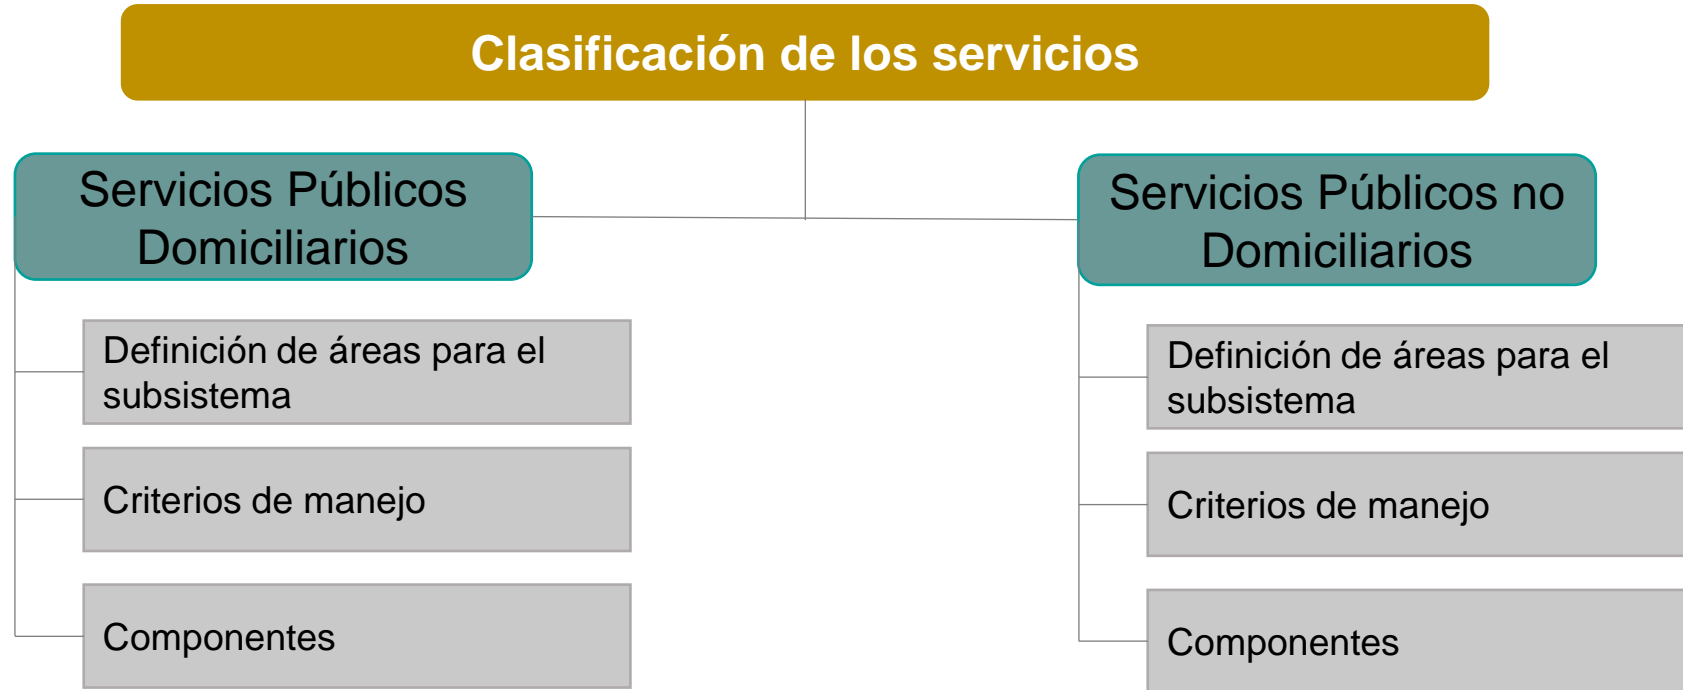 Clasificación de los servicios
Servicios Públicos
Domiciliarios
Definición de áreas para el
subsistema
Criterios de manejo
Componentes
Servicios Públicos no
Domiciliarios
Definición de áreas para el
subsistema
Criterios de manejo
Componentes